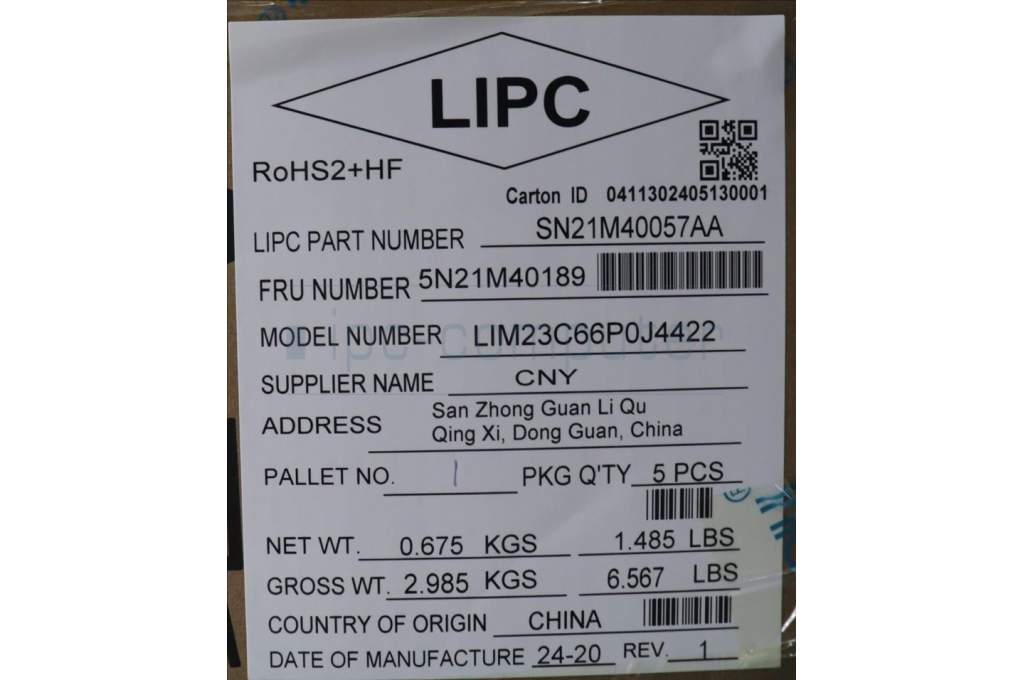 LIPC
RoHS2+HF
Carton ID 0411302405130001
LIPC PART NUMBER SN21M40057AA
FRU NUMBER 5N21M40189
MODEL NUMBER LIM23C66P0J4422
ipc computer
SUPPLIER NAME CNY
ADDRESS San Zhong Guan Li Qu
Qing Xi, Dong Guan, China
PALLET NO. 1 PKG Q'TY 5 PCS
NET WT. 0.675 KGS 1.485 LBS
GROSS WT. 2.985 KGS 6.567 LBS
COUNTRY OF ORIGIN CHINA
DATE OF MANUFACTURE 24-20 REV. 1